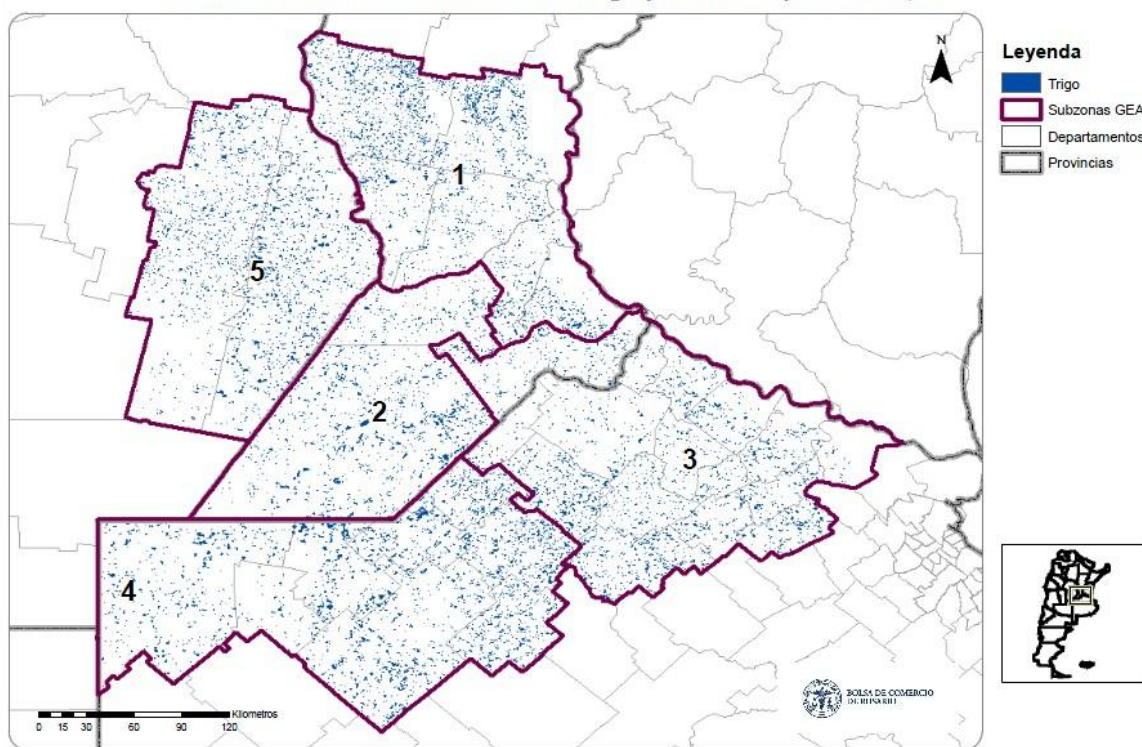 N
Leyenda
Trigo
Subzonas GEA
Departamentos
Provincias
1
5
2
3
4
Kilometros
0 15 30 60 90 120
BOLSA DE COMERCIO
DE ROSARIO